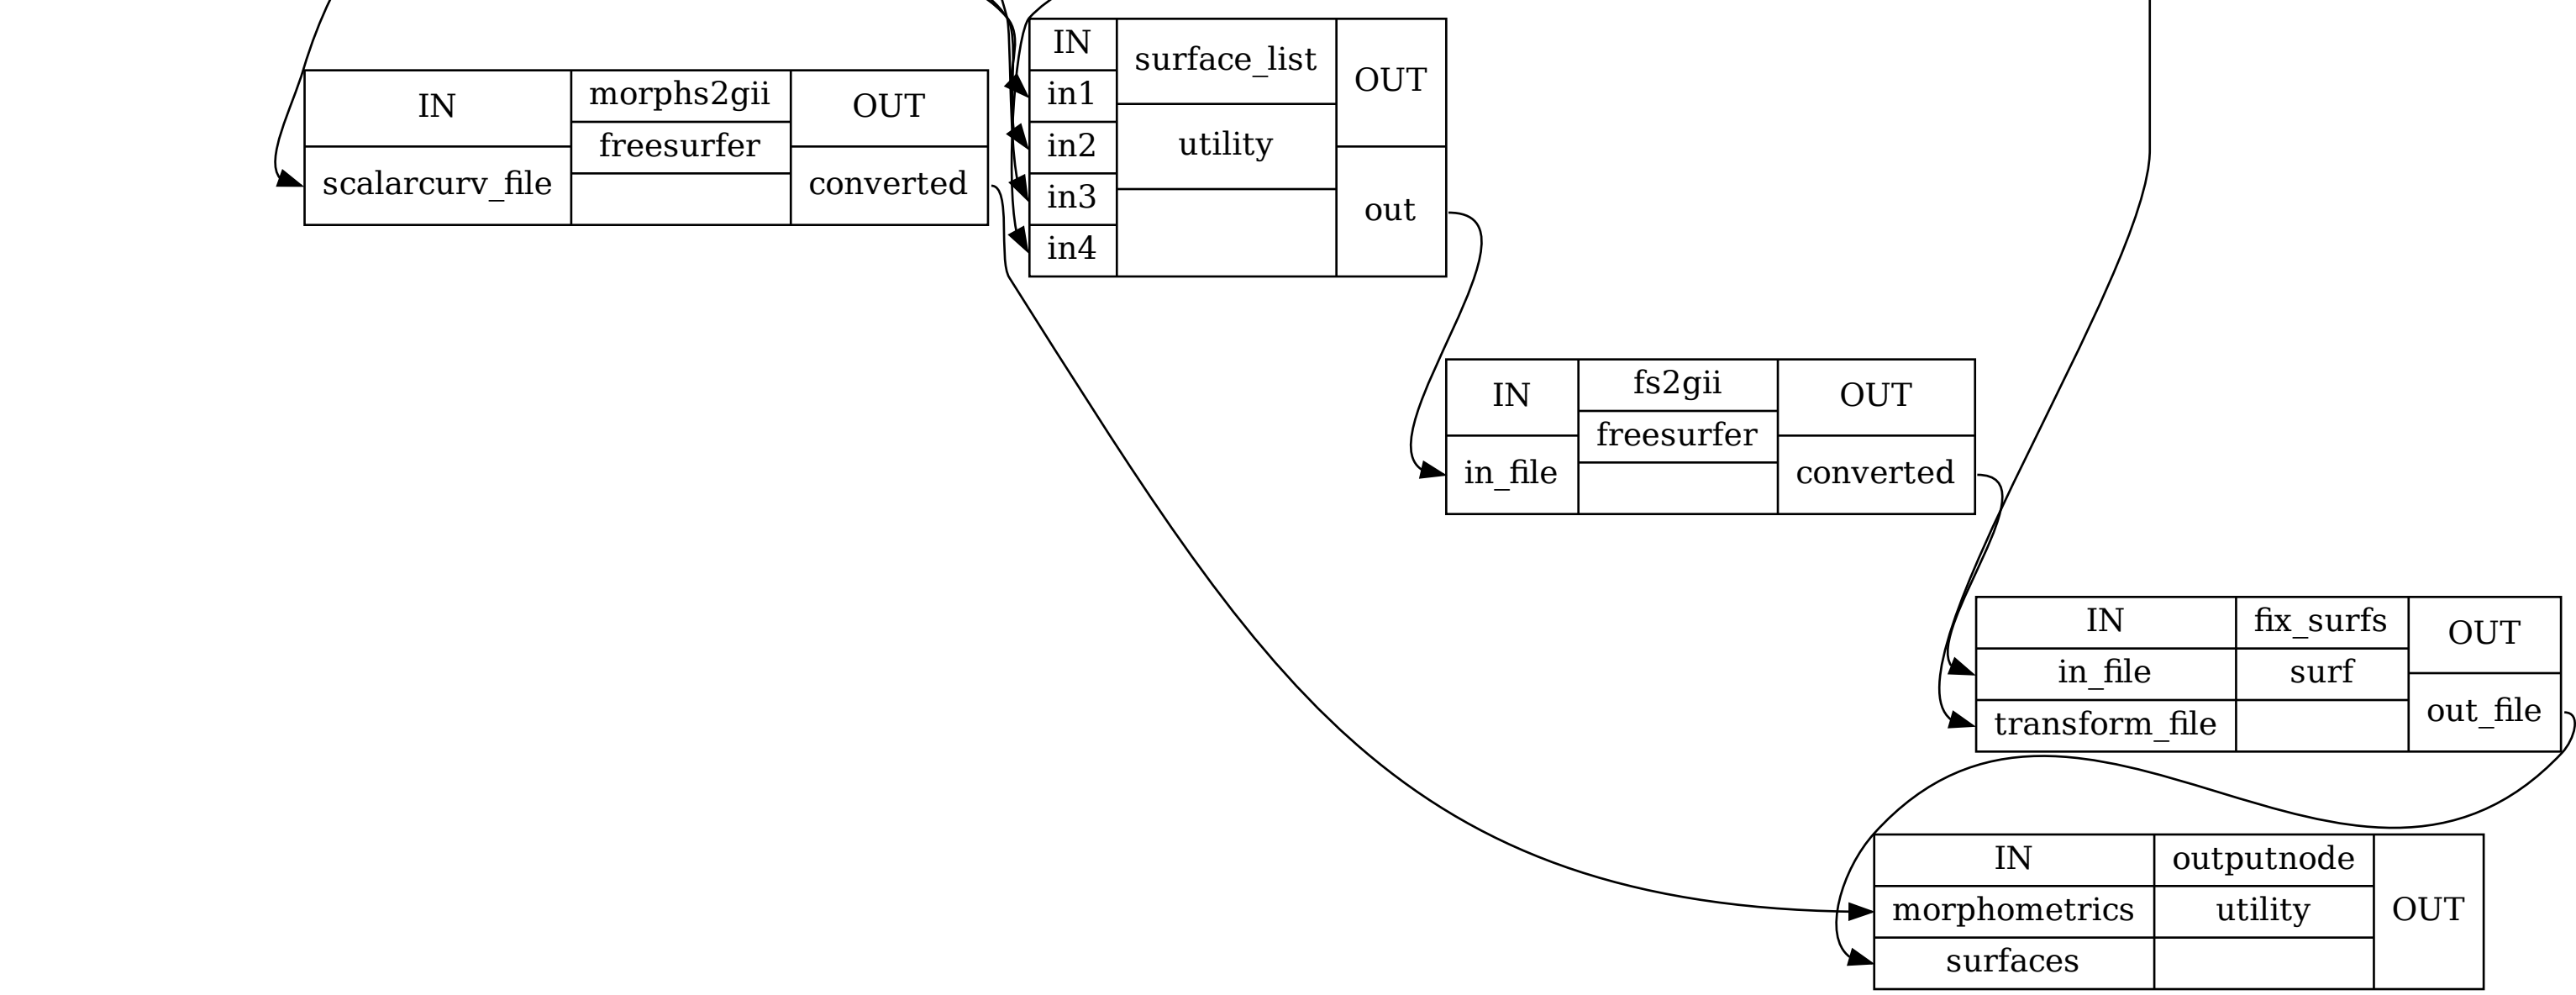 IN
scalarcurv_file
morphs2gii
freesurfer
OUT
converted
IN
in1
in2
in3
in4
surface_list
utility
OUT
out
IN
in_file
fs2gii
freesurfer
OUT
converted
IN
in_file
transform_file
fix_surfs
surf
OUT
out_file
IN
morphometrics
surfaces
outputnode
utility
OUT